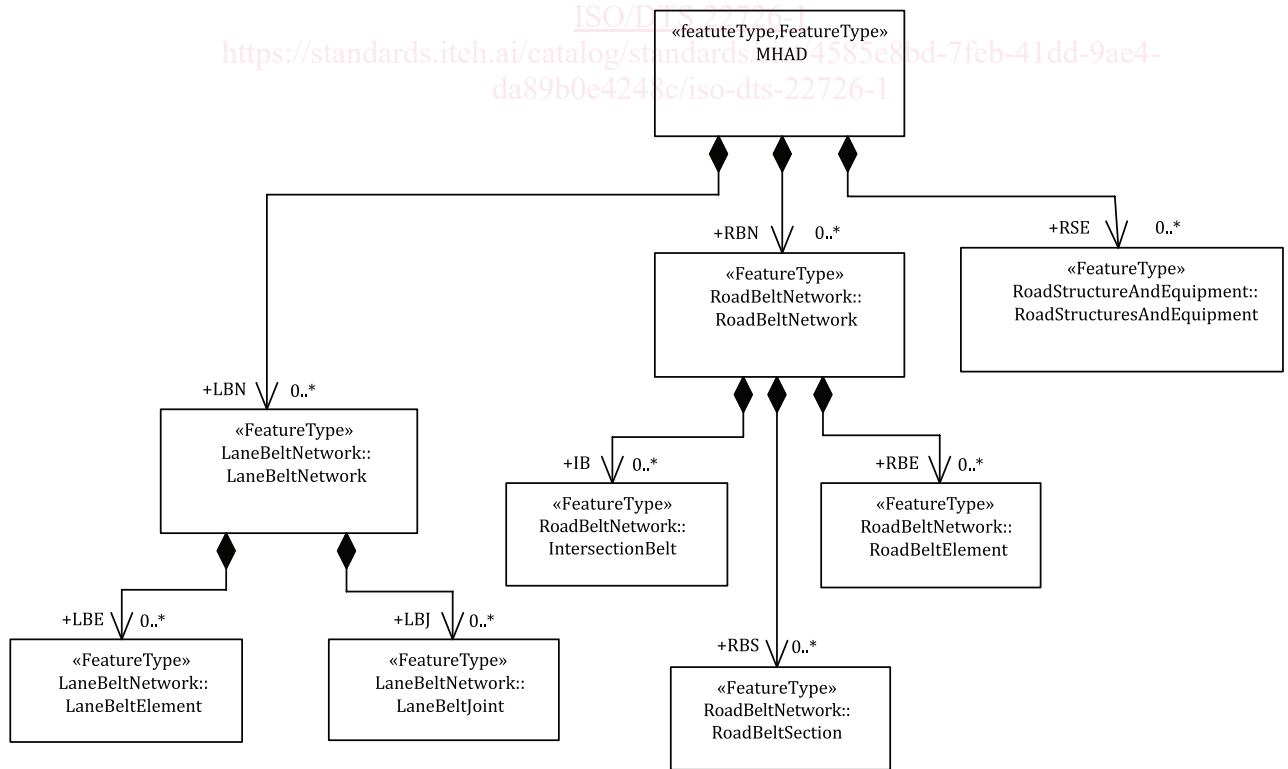 ISO/DTS 22726-1
https://standards.iteh.ai/catalog/standards/ 4585e8bd-7feb-41dd-9ae4-
da89b0e4248c/iso-dts-22726-1
«featuteType,FeatureType»
MHAD
+RBN 0..*
+RSE 0..*
«FeatureType»
RoadBeltNetwork::
RoadBeltNetwork
«FeatureType»
RoadStructureAndEquipment::
RoadStructuresAndEquipment
+LBN 0..*
«FeatureType»
LaneBeltNetwork::
LaneBeltNetwork
+IB 0..*
+RBE 0..*
«FeatureType»
RoadBeltNetwork::
IntersectionBelt
«FeatureType»
RoadBeltNetwork::
RoadBeltElement
+LBE 0..*
+LBJ 0..*
«FeatureType»
LaneBeltNetwork::
LaneBeltElement
«FeatureType»
LaneBeltNetwork::
LaneBeltJoint
+RBS 0..*
«FeatureType»
RoadBeltNetwork::
RoadBeltSection